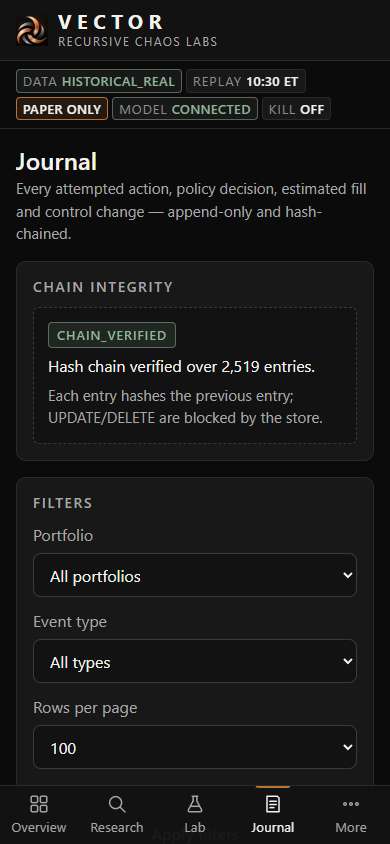 VECTOR
RECURSIVE CHAOS LABS
DATA HISTORICAL_REAL REPLAY 10:30 ET
PAPER ONLY MODEL CONNECTED KILL OFF
Journal
Every attempted action, policy decision, estimated fill
and control change — append-only and hash-
chained.
CHAIN INTEGRITY
CHAIN_VERIFIED
Hash chain verified over 2,519 entries.
Each entry hashes the previous entry;
UPDATE/DELETE are blocked by the store.
FILTERS
Portfolio
All portfolios
Event type
All types
Rows per page
100
Apply filters
Overview Research Lab Journal More